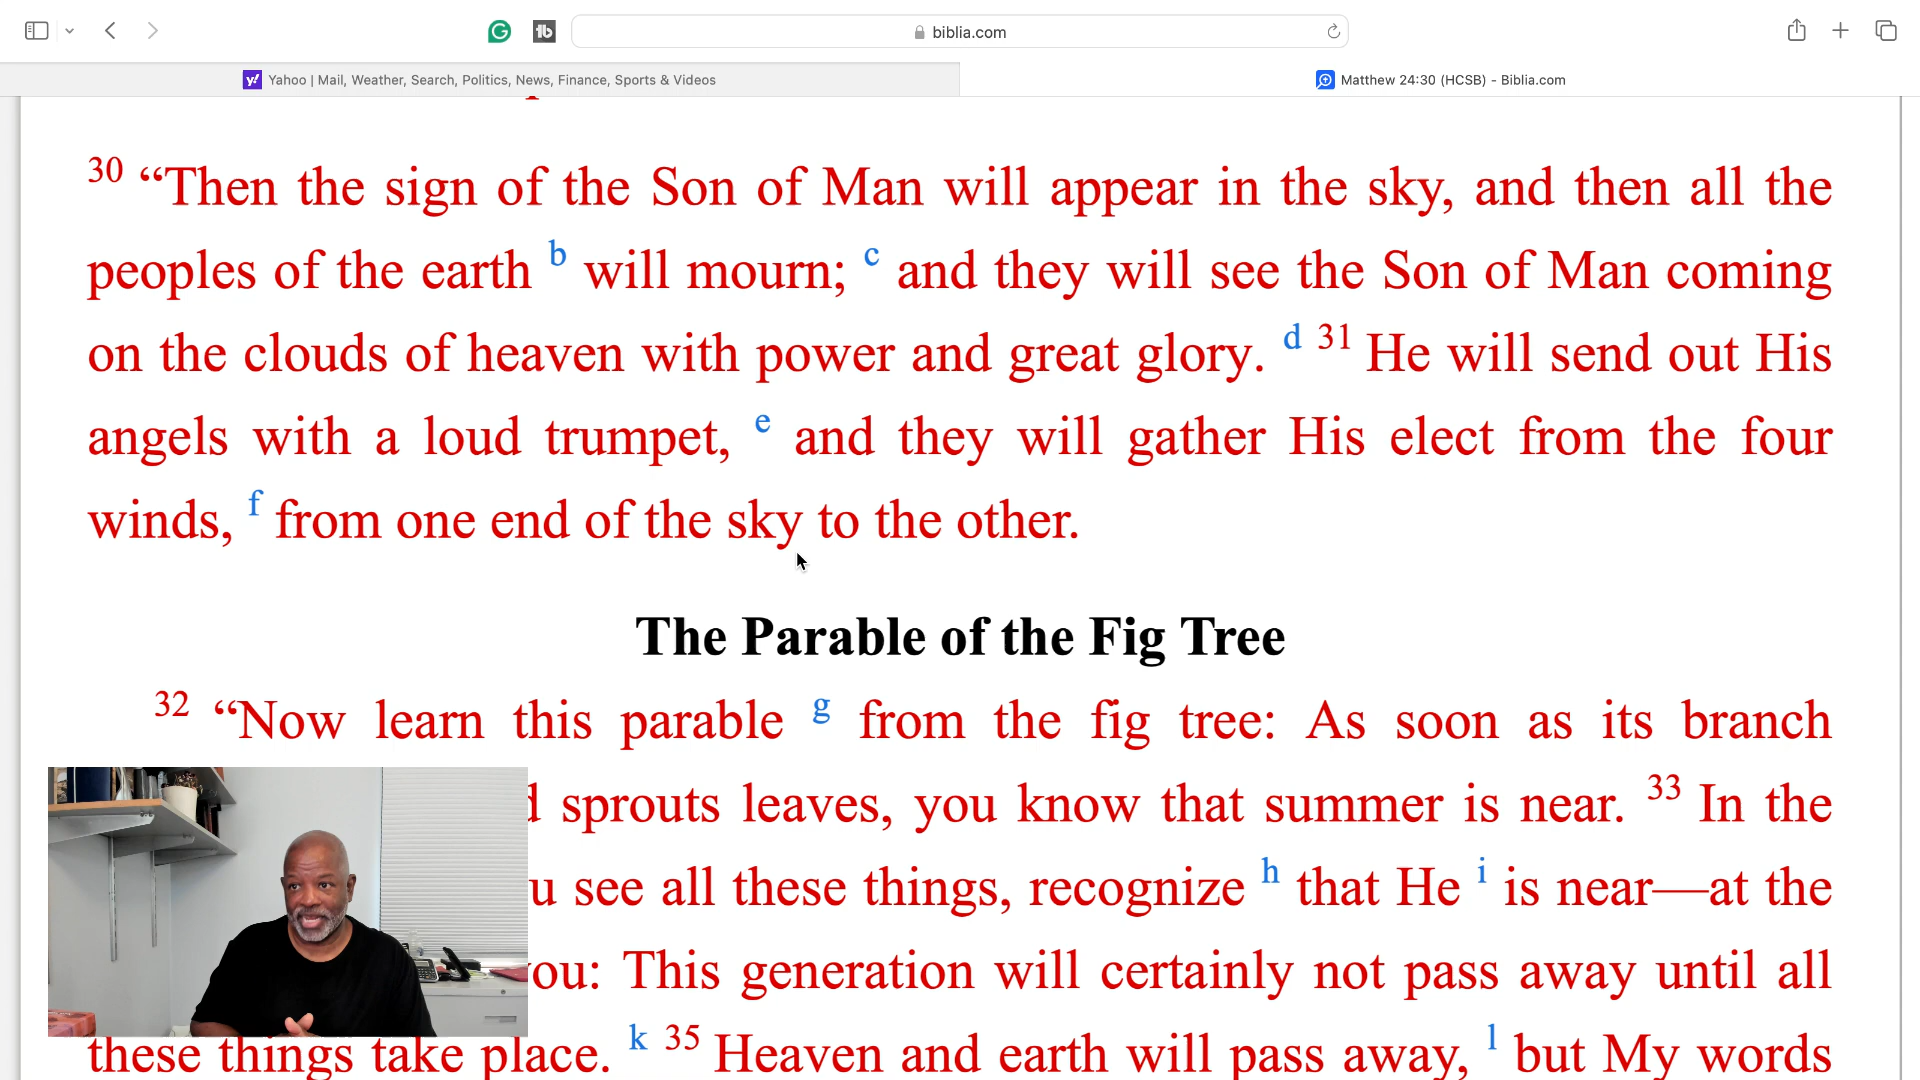 biblia.com
Yahoo | Mail, Weather, Search, Politics, News, Finance, Sports & Videos
Matthew 24:30 (HCSB) - Biblia.com
30 “Then the sign of the Son of Man will appear in the sky, and then all the
peoples of the earth b will mourn; c and they will see the Son of Man coming
on the clouds of heaven with power and great glory. d 31 He will send out His
angels with a loud trumpet, e and they will gather His elect from the four
winds, f from one end of the sky to the other.
The Parable of the Fig Tree
32 “Now learn this parable g from the fig tree: As soon as its branch
sprouts leaves, you know that summer is near. 33 In the
see all these things, recognize h that He i is near—at the
This generation will certainly not pass away until all
these things take place. k 35 Heaven and earth will pass away, l but My words